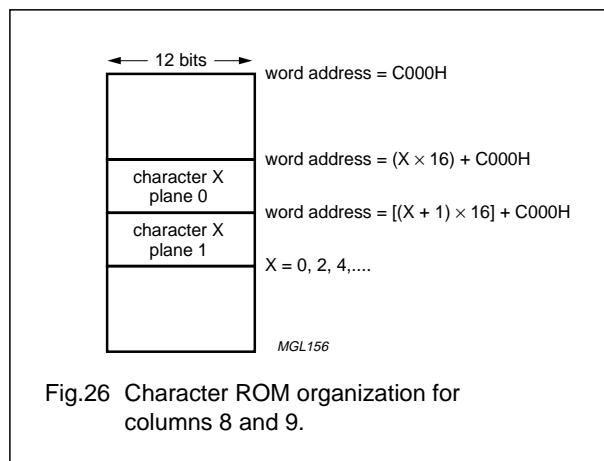 12 bits
word address = C000H
word address = (X × 16) + C000H
character X
plane 0
word address = [(X + 1) × 16] + C000H
character X
plane 1
X = 0, 2, 4,....
MGL156
Fig.26 Character ROM organization for
columns 8 and 9.